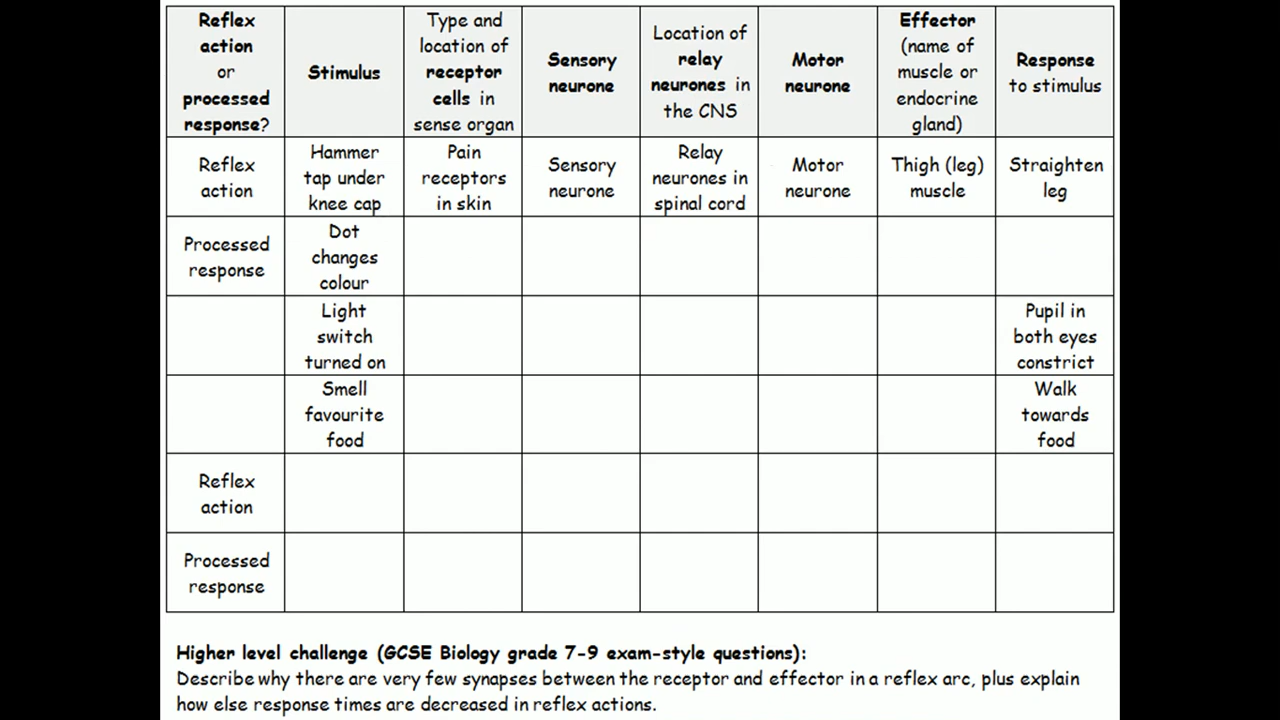 Reflex
action
or
processed
response?
Stimulus
Type and
location of
receptor
cells in
sense organ
Sensory
neurone
Location of
relay
neurones in
the CNS
Motor
neurone
Effector
(name of
muscle or
endocrine
gland)
Response
to stimulus
Reflex
action
Hammer
tap under
knee cap
Pain
receptors
in skin
Sensory
neurone
Relay
neurones in
spinal cord
Motor
neurone
Thigh (leg)
muscle
Straighten
leg
Processed
response
Dot
changes
colour
Light
switch
turned on
Pupil in
both eyes
constrict
Smell
favourite
food
Walk
towards
food
Reflex
action
Processed
response
Higher level challenge (GCSE Biology grade 7-9 exam-style questions):
Describe why there are very few synapses between the receptor and effector in a reflex arc, plus explain
how else response times are decreased in reflex actions.